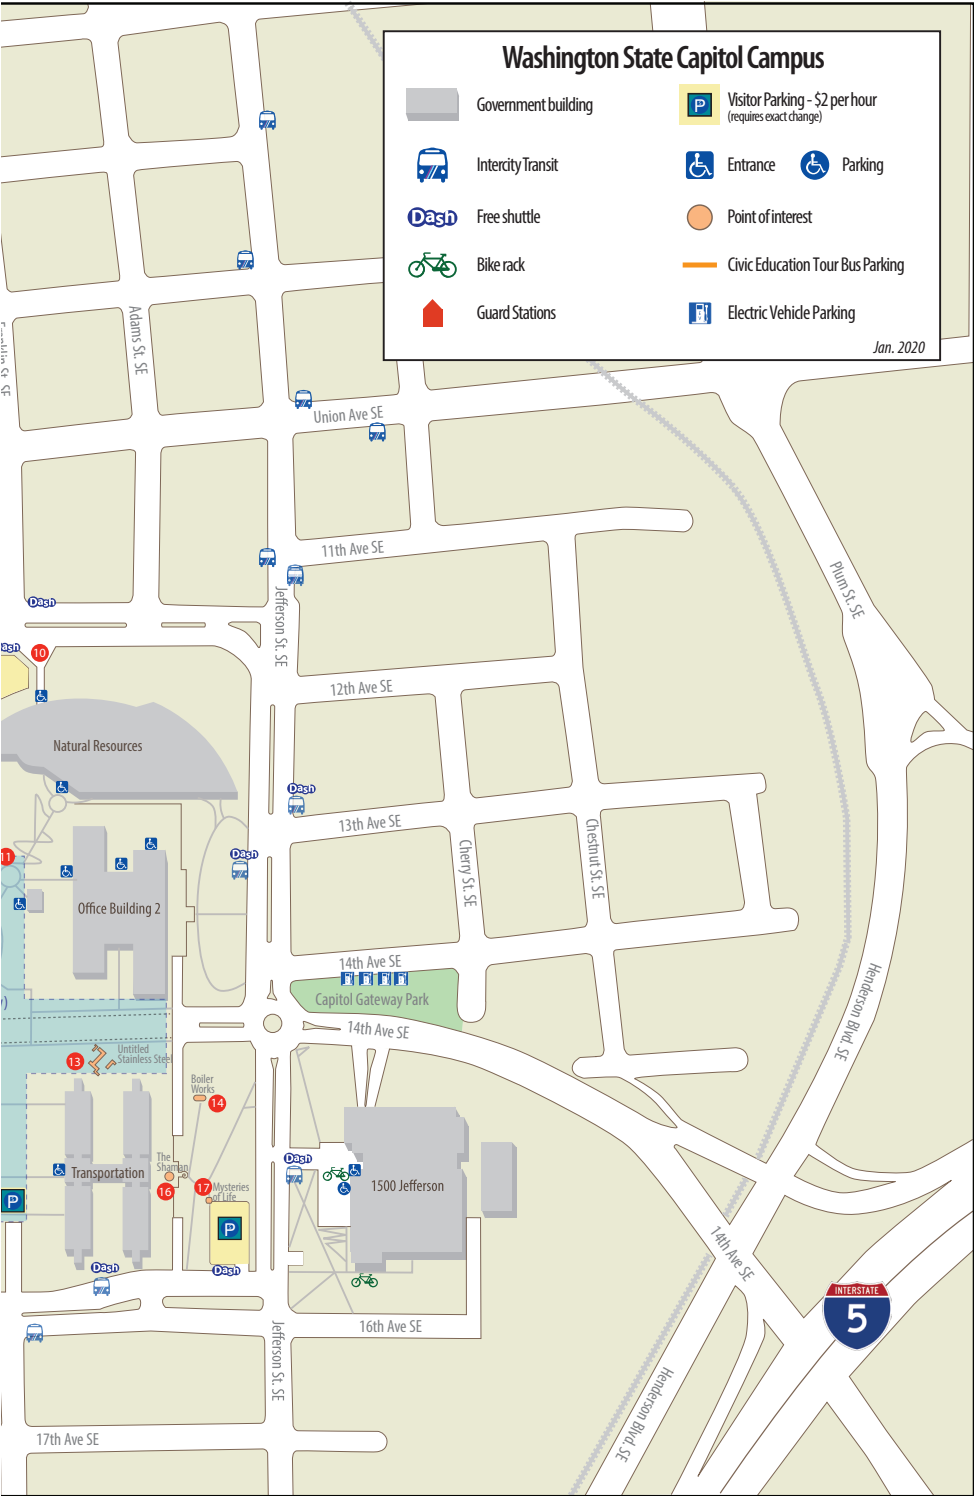 Washington State Capitol Campus
Government building
Visitor Parking - $2 per hour
(requires exact change)
Intercity Transit
Entrance
Parking
Dash
Free shuttle
Point of interest
Bike rack
Civic Education Tour Bus Parking
Guard Stations
Electric Vehicle Parking
Jan. 2020
P
Adams St. SE
Union Ave SE
11th Ave SE
Plum St. SE
Jefferson St. SE
Dash
10
12th Ave SE
Natural Resources
Dash
13th Ave SE
Cherry St. SE
Chestnut St. SE
11
Dash
Office Building 2
14th Ave SE
Capitol Gateway Park
14th Ave SE
Henderson Blvd. SE
13
Untitled
Stainless Steel
Boiler
Works
14
The
Shaman
Transportation
16
17
Mysteries
of Life
Dash
1500 Jefferson
P
P
14th Ave SE
Dash
Dash
INTERSTATE
5
Jefferson St. SE
16th Ave SE
Henderson Blvd. SE
17th Ave SE